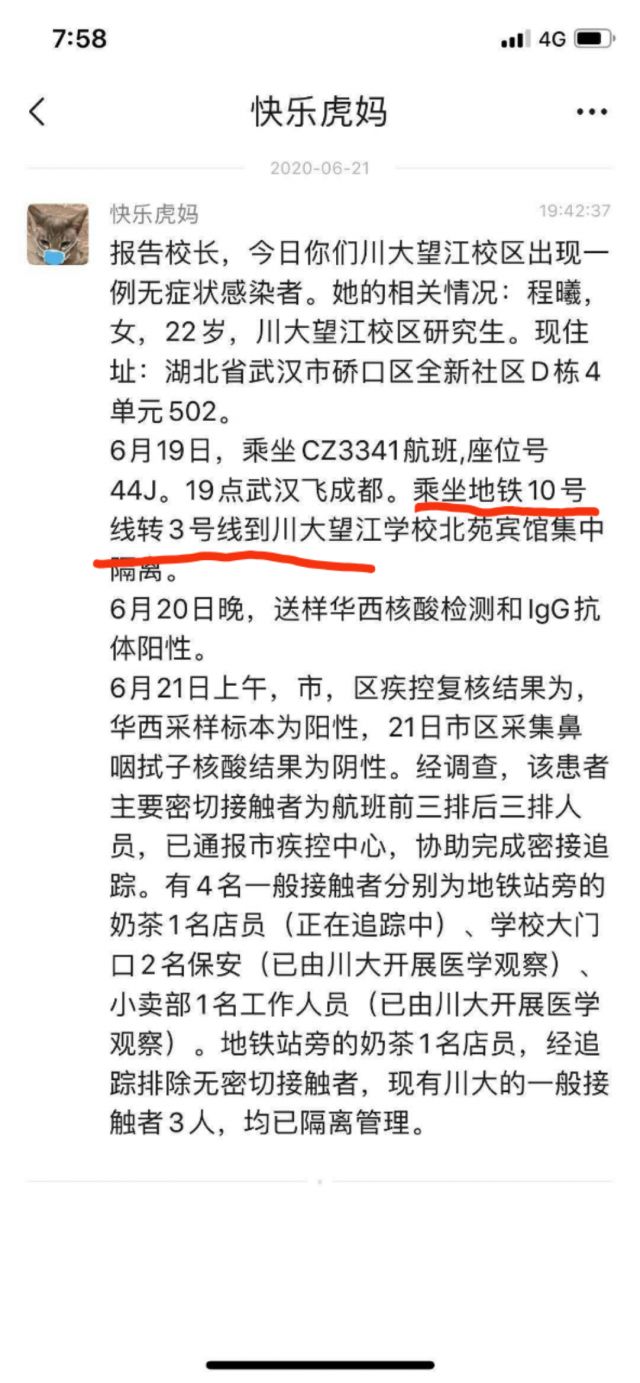 7:58
4G
快乐虎妈
2020-06-21
快乐虎妈
19:42:37
报告校长，今日你们川大望江校区出现一
例无症状感染者。她的相关情况：程曦，
女，22岁，川大望江校区研究生。现住
址：湖北省武汉市硚口区全新社区D栋4
单元502。
6月19日，乘坐CZ3341航班,座位号
44J。19点武汉飞成都。乘坐地铁10号
线转3号线到川大望江学校北苑宾馆集中
隔离。
6月20日晚，送样华西核酸检测和IgG抗
体阳性。
6月21日上午，市，区疾控复核结果为，
华西采样标本为阳性，21日市区采集鼻
咽拭子核酸结果为阴性。经调查，该患者
主要密切接触者为航班前三排后三排人
员，已通报市疾控中心，协助完成密接追
踪。有4名一般接触者分别为地铁站旁的
奶茶1名店员（正在追踪中）、学校大门
口2名保安（已由川大开展医学观察）、
小卖部1名工作人员（已由川大开展医学
观察）。地铁站旁的奶茶1名店员，经追
踪排除无密切接触者，现有川大的一般接
触者3人，均已隔离管理。